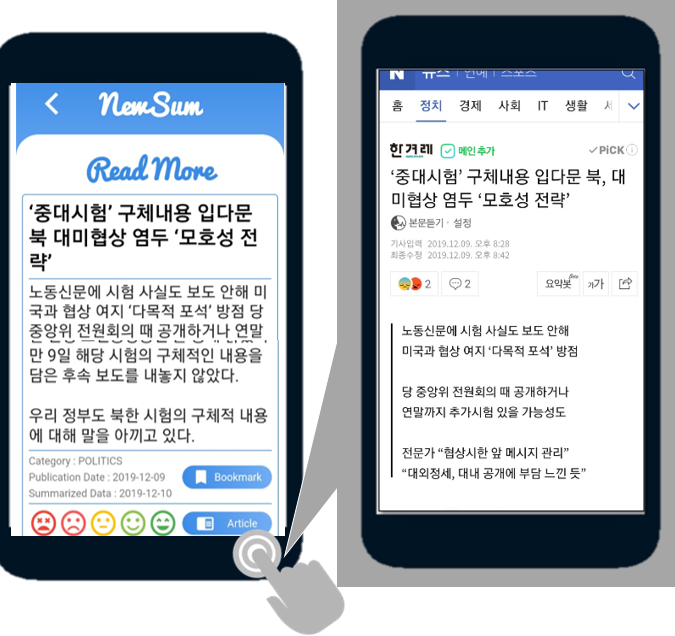 NewSum
Read More
‘중대시험’ 구체내용 입다문
북 대미협상 염두 ‘모호성 전
략’
노동신문에 시험 사실도 보도 안해 미
국과 협상 여지 ‘다목적 포석’ 방점 당
중앙위 전원회의 때 공개하거나 연말
만 9일 해당 시험의 구체적인 내용을
담은 후속 보도를 내놓지 않았다.
우리 정부도 북한 시험의 구체적 내용
에 대해 말을 아끼고 있다.
Category : POLITICS
Publication Date : 2019-12-09
Summarized Data : 2019-12-10
Bookmark
Article
N 뉴스 연예 스포츠
홈 정치 경제 사회 IT 생활
한겨레 메인추가 PiCK
‘중대시험’ 구체내용 입다문 북, 대
미협상 염두 ‘모호성 전략’
본문듣기 · 설정
기사입력 2019.12.09. 오후 8:28
최종수정 2019.12.09. 오후 8:42
2 2 요약봇 beta 가가
노동신문에 시험 사실도 보도 안해
미국과 협상 여지 ‘다목적 포석’ 방점
당 중앙위 전원회의 때 공개하거나
연말까지 추가시험 있을 가능성도
전문가 “협상시한 앞 메시지 관리”
“대외정세, 대내 공개에 부담 느낀 듯”